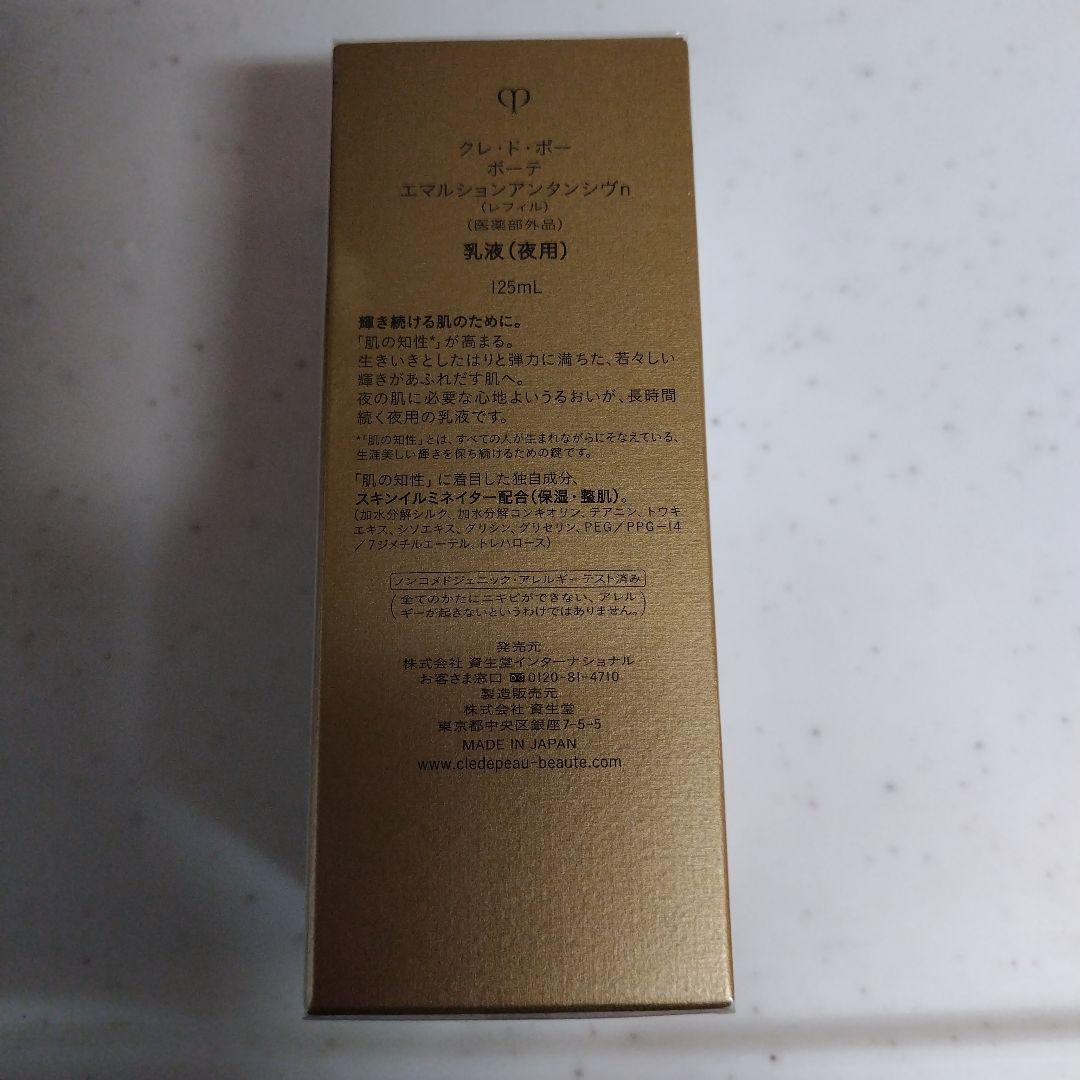 クレ・ド・ポー
ボーテ
エマルションアンタンシヴn
(レフィル)
(医薬部外品)
乳液(夜用)
125mL
輝き続ける肌のために。
「肌の知性*」が高まる。
生きいきとしたはりと弾力に満ちた、若々しい
輝きがあふれだす肌へ。
夜の肌に必要な心地よいうるおいが、長時間
続く夜用の乳液です。
*「肌の知性」とは、すべての人が生まれながらにそなえている、
生涯美しい輝きを保ち続けるための鍵です。
「肌の知性」に着目した独自成分、
スキンイルミネイター配合(保湿・整肌)。
(加水分解シルク、加水分解コンキオリン、テアニン、トウキ
エキス、シソエキス、グリシン、グリセリン、PEG/PPG-14
/7ジメチルエーテル、トレハロース)
ノンコメドジェニック・アレルギーテスト済み
(全てのかたにニキビができない、アレル
ギーが起きないというわけではありません。)
発売元
株式会社 資生堂インターナショナル
お客さま窓口 0120-81-4710
製造販売元
株式会社 資生堂
東京都中央区銀座7-5-5
MADE IN JAPAN
www.cledepeau-beaute.com